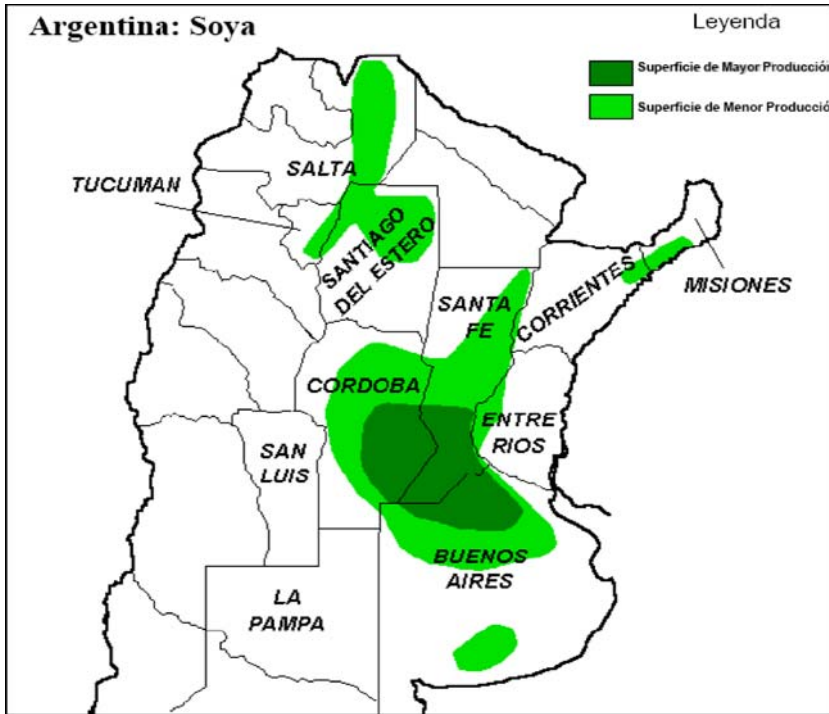 Argentina: Soya
Leyenda
Superficie de Mayor Producción
Superficie de Menor Producció
SALTA
TUCUMAN
SANTIAGO
DEL ESTERO
MISIONES
CORRIENTES
SANTA
FE
CORDOBA
ENTRE
RIOS
SAN
LUIS
BUENOS
AIRES
LA
PAMPA